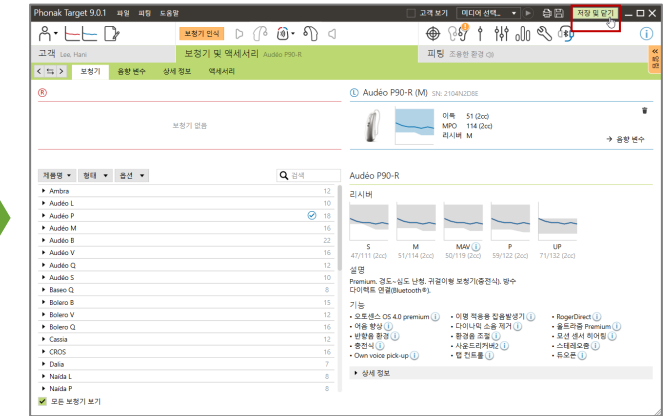 Phonak Target 9.0.1 파일 피팅 도움말
고객 보기 미디어 선택... 저장 및 닫기
보청기 인식
고객 Lee, Hani
보청기 및 액세서리 Audéo P90-R
피팅 조용한 환경
보청기 음향 변수 상세 정보 액세서리
R
보청기 없음
L Audéo P90-R (M) SN: 2104N2D8E
이득 51 (2cc)
MPO 114 (2cc)
리시버 M
→ 음향 변수
제품명 형태 옵션 검색
Ambra 12
Audéo L 10
Audéo P 18
Audéo M 16
Audéo B 22
Audéo V 16
Audéo Q 12
Audéo S 10
Baseo Q 8
Bolero B 15
Bolero V 12
Bolero Q 16
Cassia 12
CROS 16
Dalia 7
Naída L 8
Naída P 8
모든 보청기 보기
Audéo P90-R
리시버
S M MAV P UP
47/111 (2cc) 51/114 (2cc) 50/119 (2cc) 59/122 (2cc) 71/132 (2cc)
설명
Premium. 경도~심도 난청. 귀걸이형 보청기(충전식). 방수
다이렉트 연결(Bluetooth®).
기능
• 오토센스 OS 4.0 premium
• 어음 향상
• 반향음 환경
• 충전식
• Own voice pick-up
• 이명 적응용 잡음발생기
• 다이나믹 소음 제거
• 환경음 조절
• 사운드리커버2
• 탭 컨트롤
• RogerDirect
• 울트라줌 Premium
• 모션 센서 히어링
• 스테레오줌
• 듀오폰
상세 정보